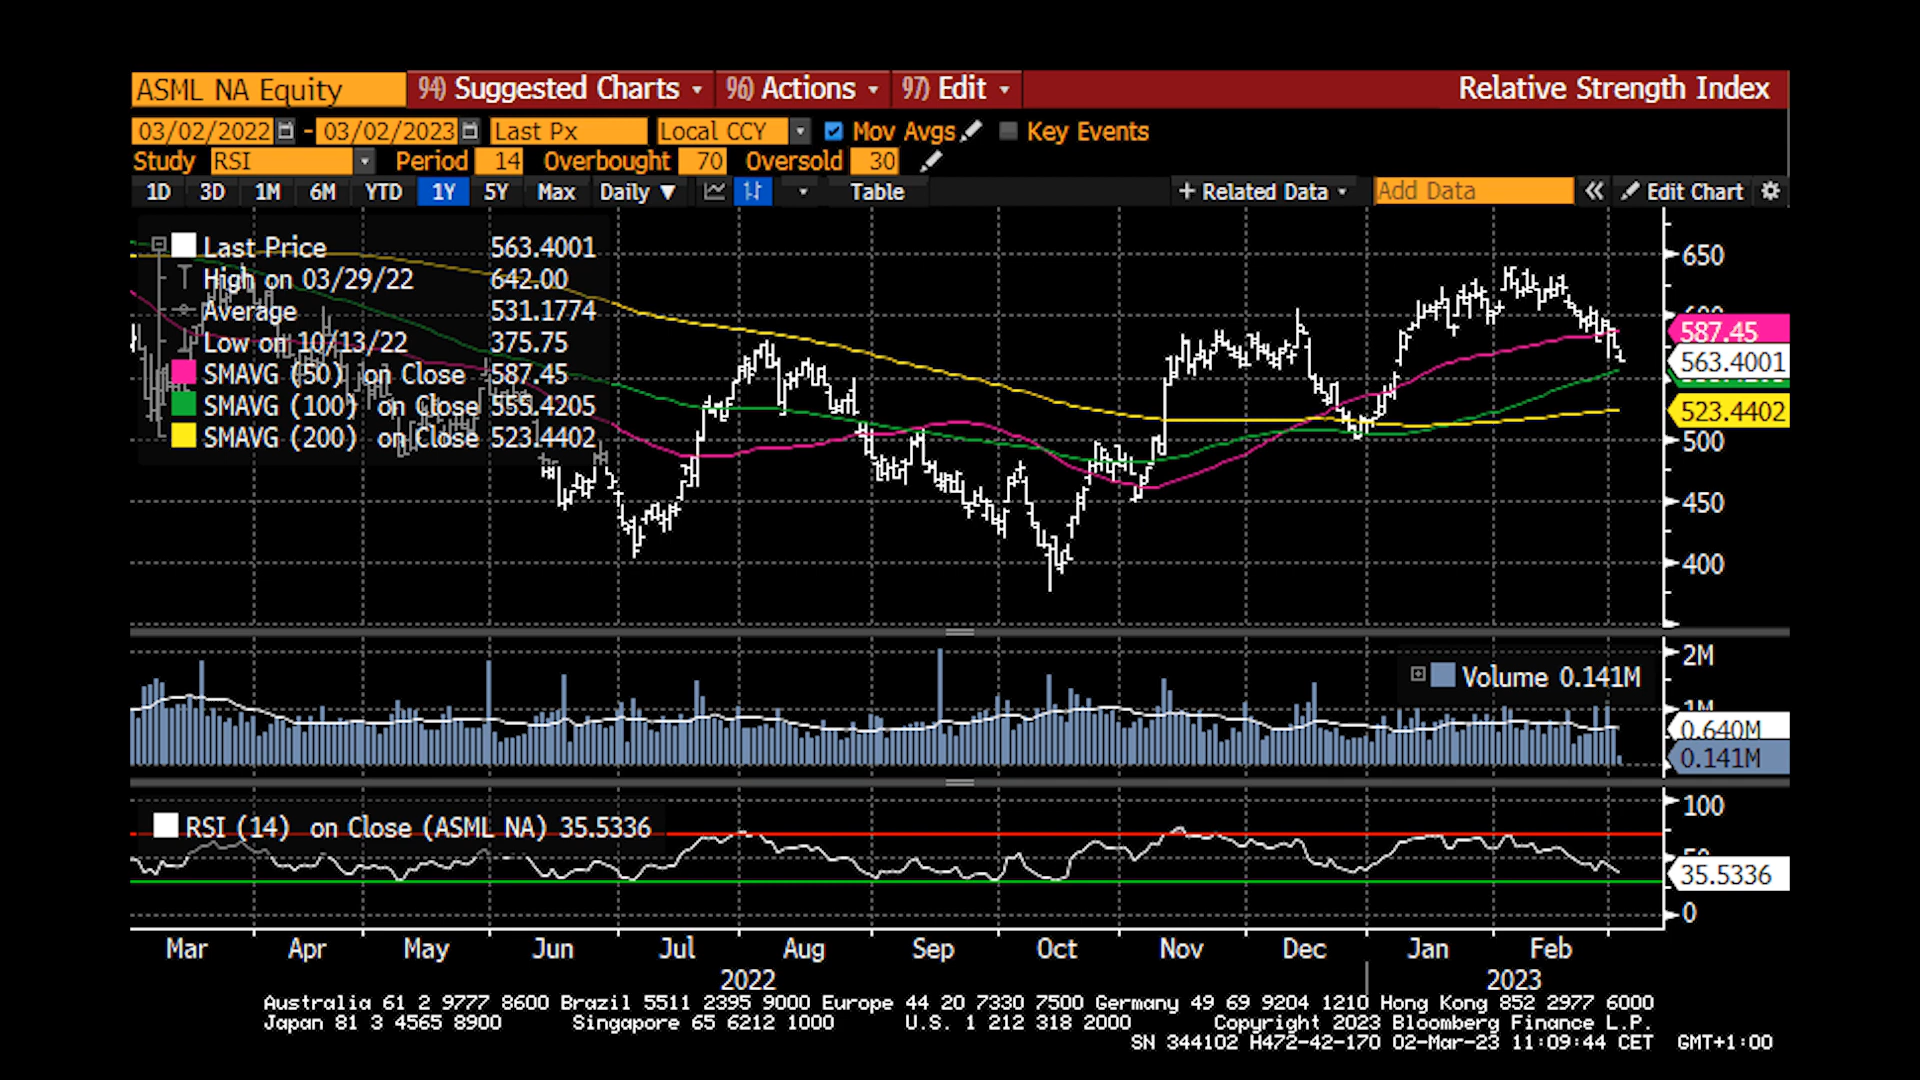 ASML NA Equity 94) Suggested Charts 96) Actions 97) Edit Relative Strength Index
03/02/2022 - 03/02/2023 Last Px Local CCY Mov Avgs Key Events
Study RSI Period 14 Overbought 70 Oversold 30
1D 3D 1M 6M YTD 1Y 5Y Max Daily ▼ Table + Related Data Add Data « Edit Chart
Last Price 563.4001
High on 03/29/22 642.00
Average 531.1774
Low on 10/13/22 375.75
SMAVG (50) on Close 587.45
SMAVG (100) on Close 555.4205
SMAVG (200) on Close 523.4402
650
587.45
563.4001
523.4402
500
450
400
2M
Volume 0.141M
1M
0.640M
0.141M
100
RSI (14) on Close (ASML NA) 35.5336
50
35.5336
0
Mar Apr May Jun Jul Aug Sep Oct Nov Dec Jan Feb
2022 2023
Australia 61 2 9777 8600 Brazil 5511 2395 9000 Europe 44 20 7330 7500 Germany 49 69 9204 1210 Hong Kong 852 2977 6000
Japan 81 3 4565 8900 Singapore 65 6212 1000 U.S. 1 212 318 2000 Copyright 2023 Bloomberg Finance L.P.
SN 344102 H472-42-170 02-Mar-23 11:09:44 CET GMT+1:00